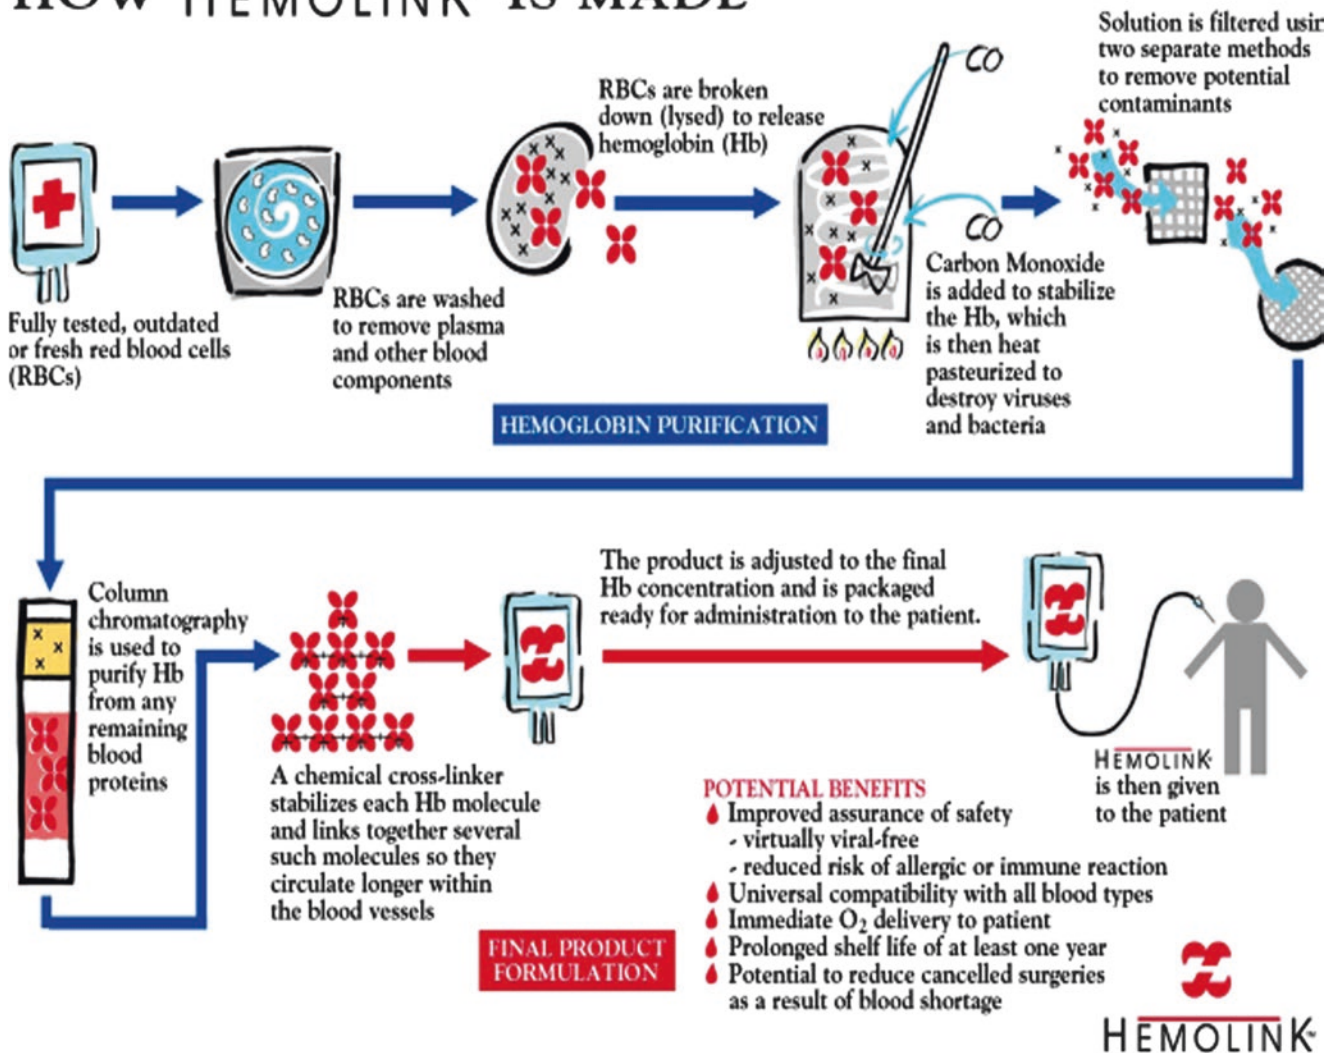 HOW HEMOLINK IS MADE
Fully tested, outdated
or fresh red blood cells
(RBCs)
RBCs are washed
to remove plasma
and other blood
components
RBCs are broken
down (lysed) to release
hemoglobin (Hb)
CO
CO
Carbon Monoxide
is added to stabilize
the Hb, which
is then heat
pasteurized to
destroy viruses
and bacteria
Solution is filtered
two separate methods
to remove potential
contaminants
HEMOGLOBIN PURIFICATION
Column
chromatography
is used to
purify Hb
from any
remaining
blood
proteins
A chemical cross-linker
stabilizes each Hb molecule
and links together several
such molecules so they
circulate longer within
the blood vessels
The product is adjusted to the final
Hb concentration and is packaged
ready for administration to the patient.
HEMOLINK
is then given
to the patient
FINAL PRODUCT
FORMULATION
POTENTIAL BENEFITS
Improved assurance of safety
- virtually viral-free
- reduced risk of allergic or immune reaction
Universal compatibility with all blood types
Immediate O₂ delivery to patient
Prolonged shelf life of at least one year
Potential to reduce cancelled surgeries
as a result of blood shortage
HEMOLINK™